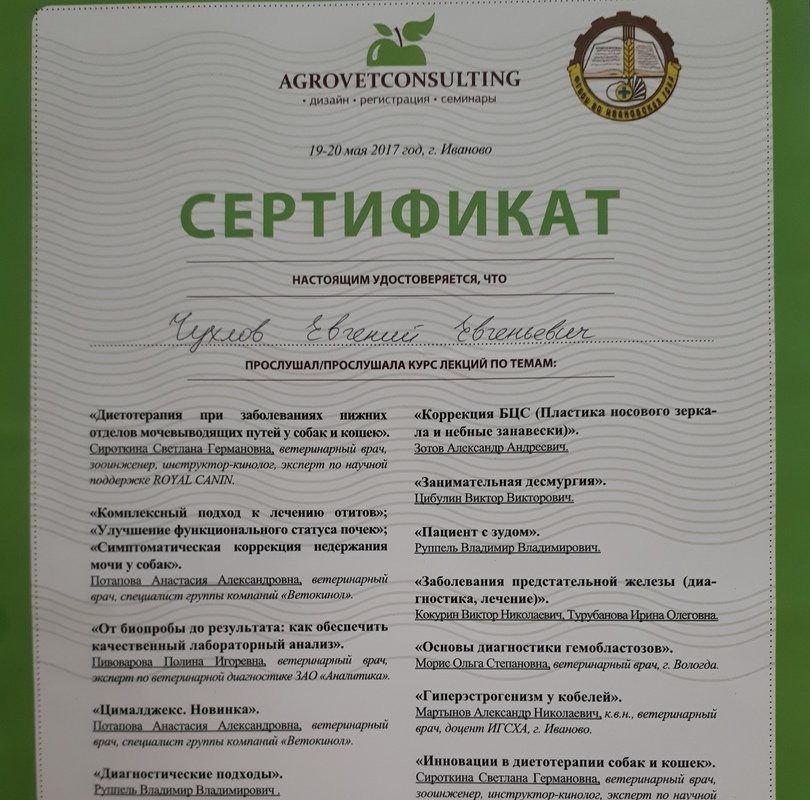 AGROVETCONSULTING
• дизайн • регистрация • семинары
ФГБОУ ВО ИВАНОВСКАЯ ГСХА
19-20 мая 2017 год, г. Иваново
СЕРТИФИКАТ
НАСТОЯЩИМ УДОСТОВЕРЯЕТСЯ, ЧТО
Чухлов Евгений Евгеньевич
ПРОСЛУШАЛ/ПРОСЛУШАЛА КУРС ЛЕКЦИЙ ПО ТЕМАМ:
«Диетотерапия при заболеваниях нижних
отделов мочевыводящих путей у собак и кошек».
Сироткина Светлана Германовна, ветеринарный врач,
зооинженер, инструктор-кинолог, эксперт по научной
поддержке ROYAL CANIN.
«Комплексный подход к лечению отитов»;
«Улучшение функционального статуса почек»;
«Симптоматическая коррекция недержания
мочи у собак».
Потапова Анастасия Александровна, ветеринарный
врач, специалист группы компаний «Ветокинол».
«От биопробы до результата: как обеспечить
качественный лабораторный анализ».
Пивоварова Полина Игоревна, ветеринарный врач,
эксперт по ветеринарной диагностике ЗАО «Аналитика».
«Цималджекс. Новинка».
Потапова Анастасия Александровна, ветеринарный
врач, специалист группы компаний «Ветокинол».
«Диагностические подходы».
Руппель Владимир Владимирович .
«Коррекция БЦС (Пластика носового зерка-
ла и небные занавески)».
Зотов Александр Андреевич.
«Занимательная десмургия».
Цибулин Виктор Викторович.
«Пациент с зудом».
Руппель Владимир Владимирович.
«Заболевания предстательной железы (диа-
гностика, лечение)».
Кокурин Виктор Николаевич, Турубанова Ирина Олеговна.
«Основы диагностики гемобластозов».
Морис Ольга Степановна, ветеринарный врач, г. Вологда.
«Гиперэстрогенизм у кобелей».
Мартынов Александр Николаевич, к.в.н., ветеринарный
врач, доцент ИГСХА, г. Иваново.
«Инновации в диетотерапии собак и кошек».
Сироткина Светлана Германовна, ветеринарный врач,
зооинженер, инструктор-кинолог, эксперт по научной